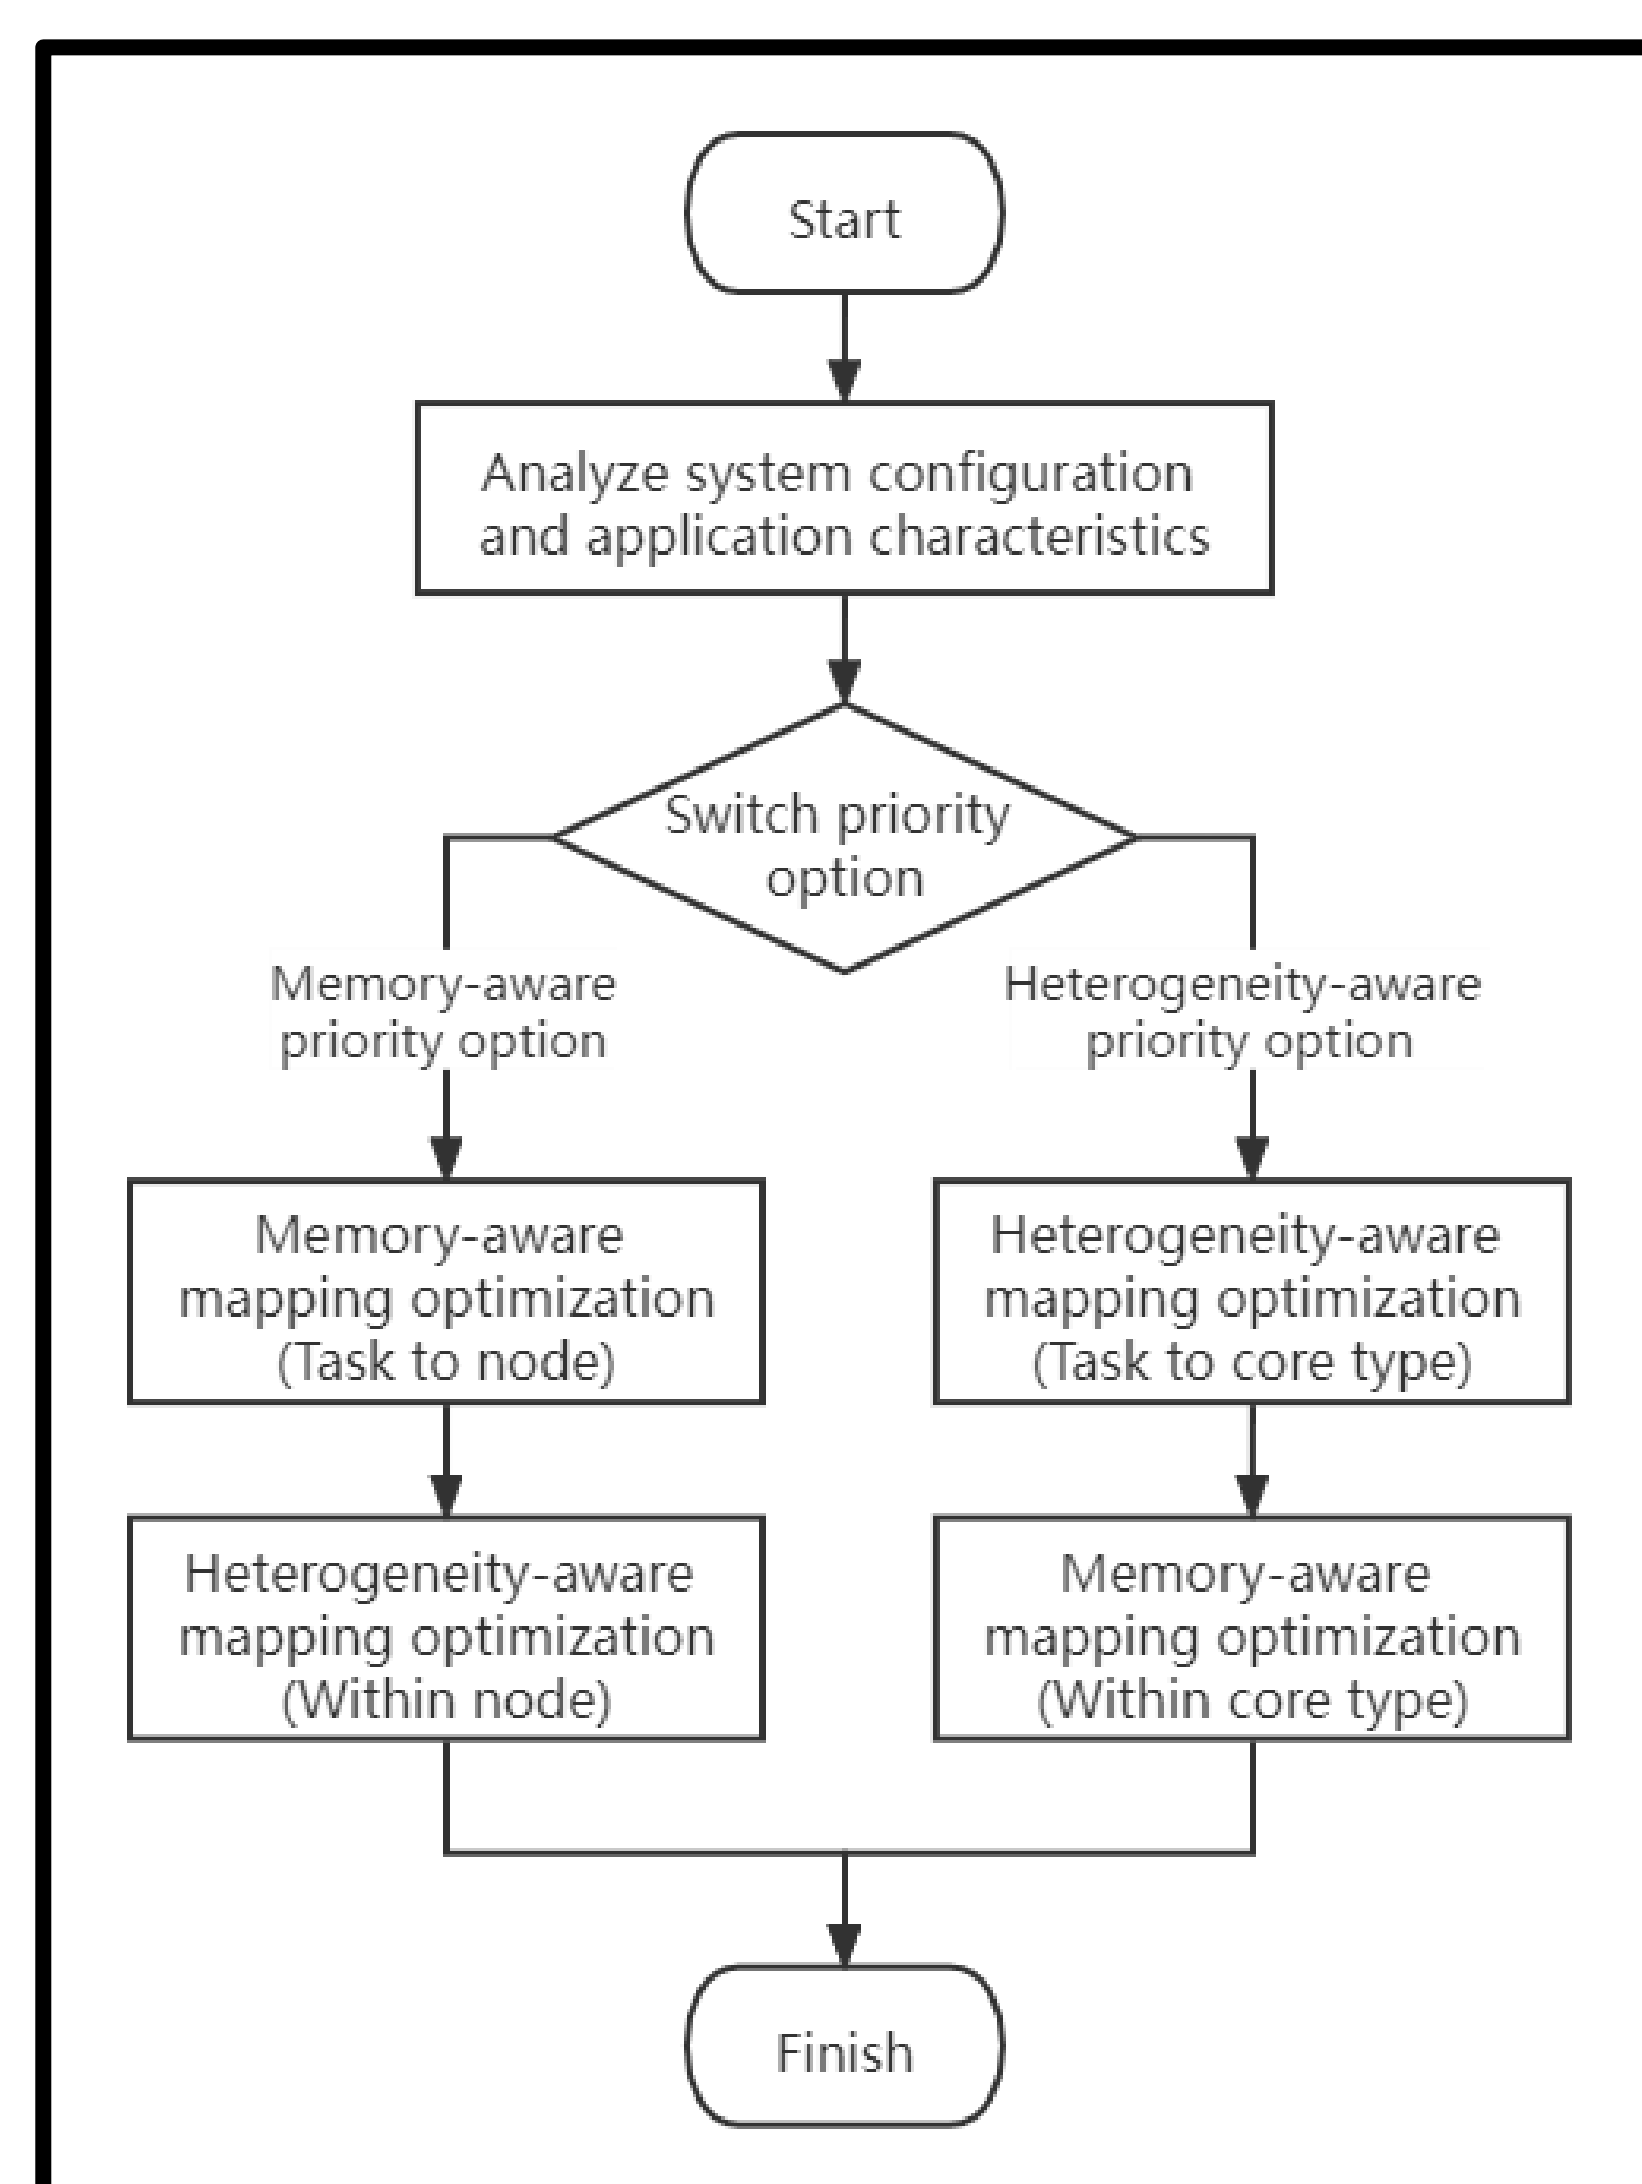 Start
Analyze system configuration
and application characteristics
Switch priority
option
Memory-aware
priority option
Heterogeneity-aware
priority option
Memory-aware
mapping optimization
(Task to node)
Heterogeneity-aware
mapping optimization
(Task to core type)
Heterogeneity-aware
mapping optimization
(Within node)
Memory-aware
mapping optimization
(Within core type)
Finish